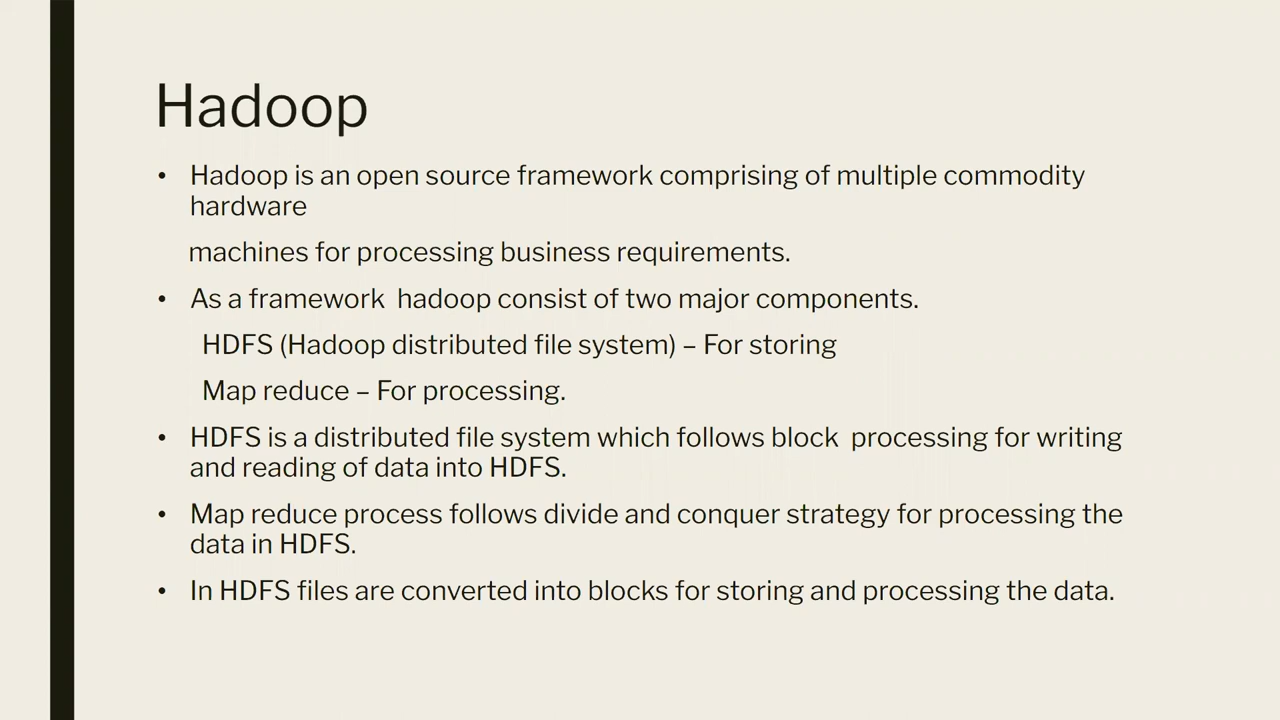 Hadoop
• Hadoop is an open source framework comprising of multiple commodity
hardware
machines for processing business requirements.
• As a framework  hadoop consist of two major components.
HDFS (Hadoop distributed file system) – For storing
Map reduce – For processing.
• HDFS is a distributed file system which follows block  processing for writing
and reading of data into HDFS.
• Map reduce process follows divide and conquer strategy for processing the
data in HDFS.
• In HDFS files are converted into blocks for storing and processing the data.